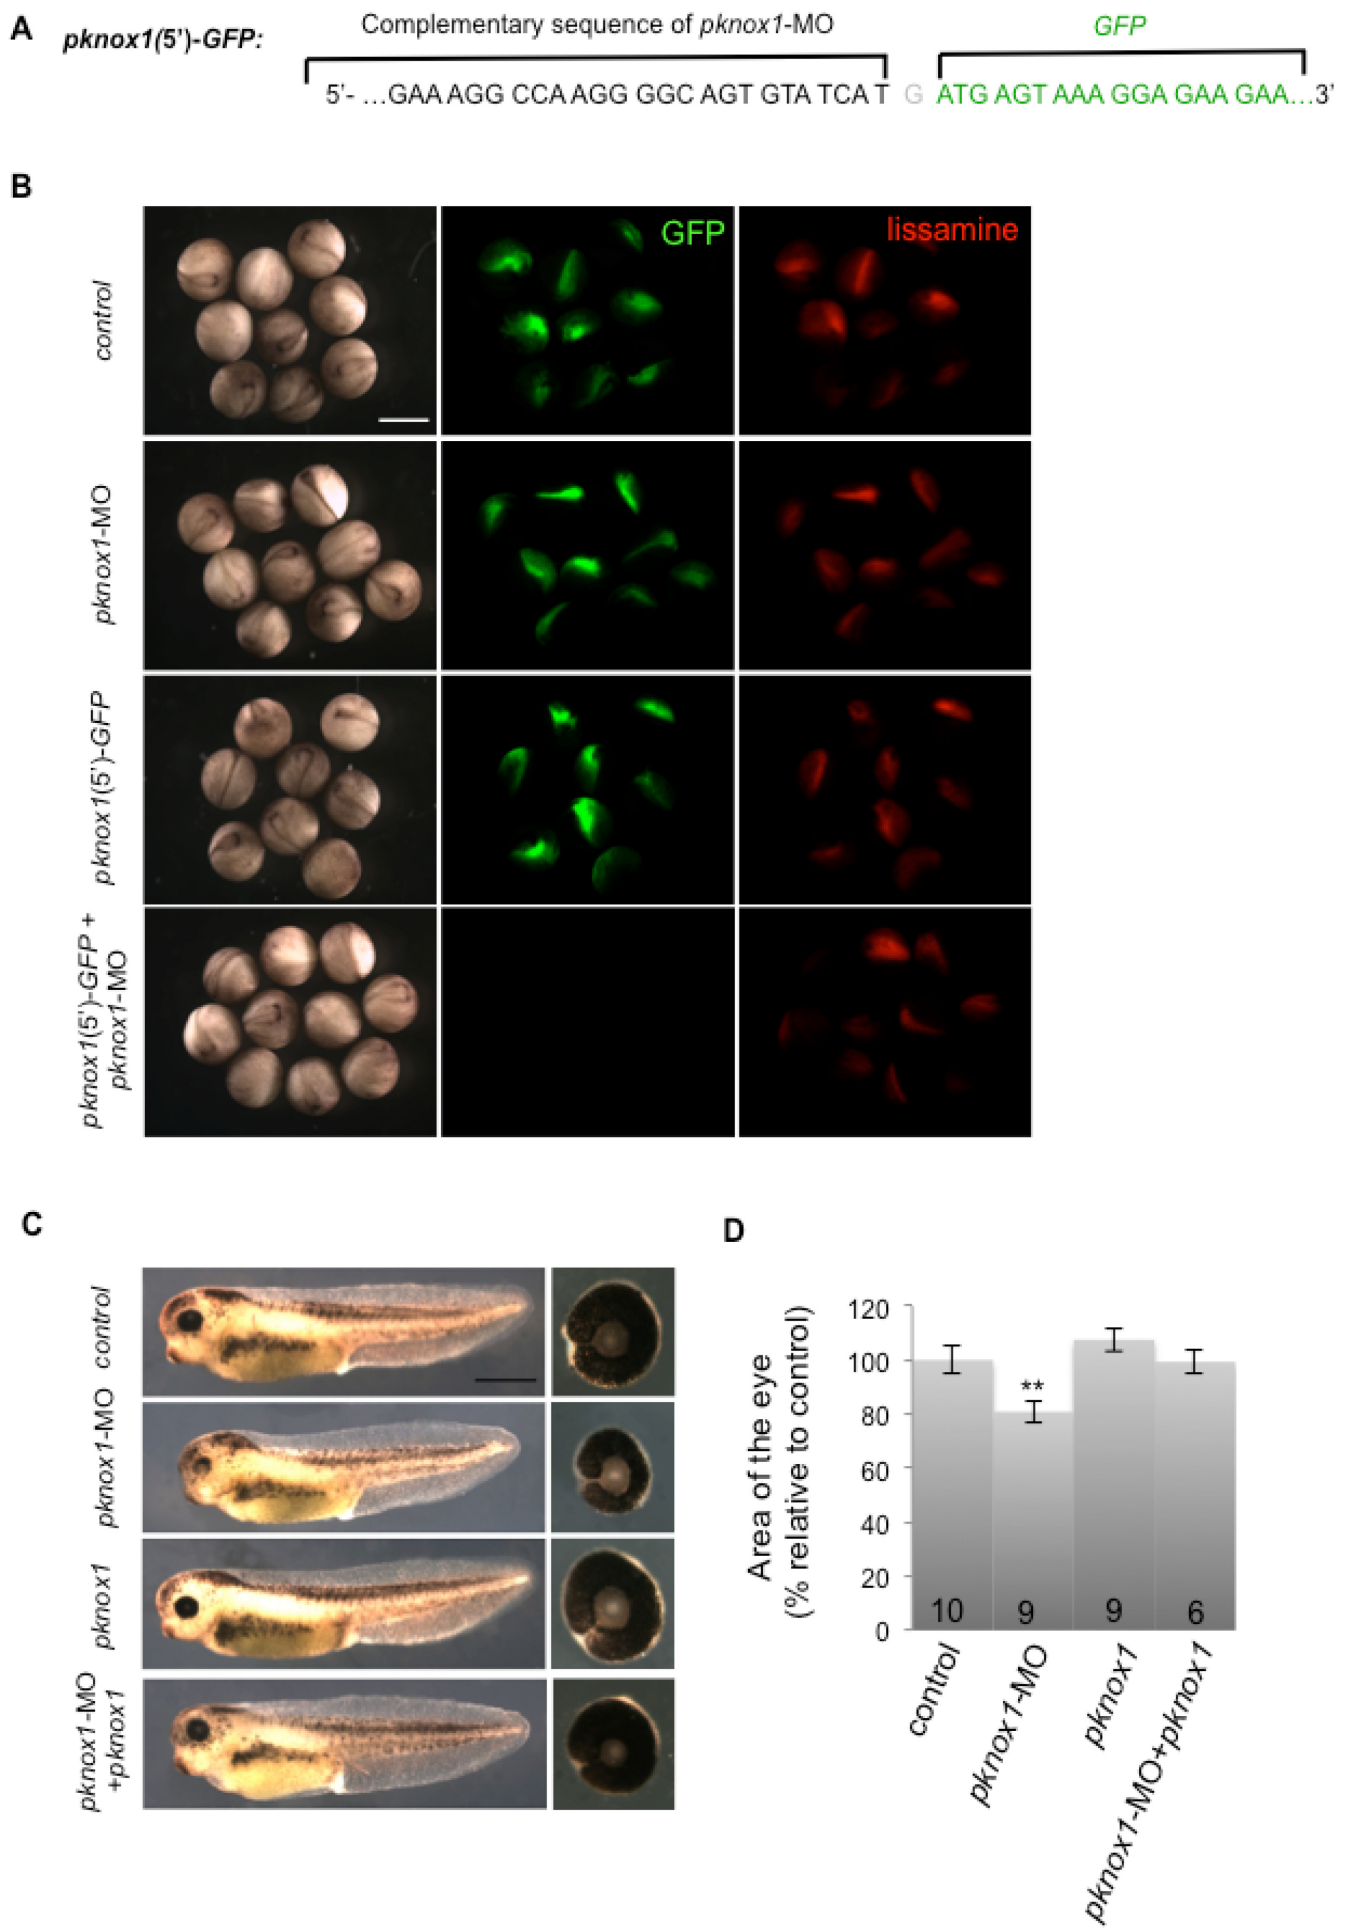 A
pknox1(5’)-GFP:
Complementary sequence of pknox1-MO
GFP
5’- ...GAA AGG CCA AGG GGC AGT GTA TCA T G ATG AGT AAA GGA GAA GAA...3’
B
GFP
lissamine
control
pknox1-MO
pknox1(5’)-GFP
pknox1(5’)-GFP +
pknox1-MO
C
control
pknox1-MO
pknox1
pknox1-MO
+pknox1
D
Area of the eye
(% relative to control)
120
100
80
60
40
20
0
**
10
9
9
6
control
pknox1-MO
pknox1
pknox1-MO+pknox1